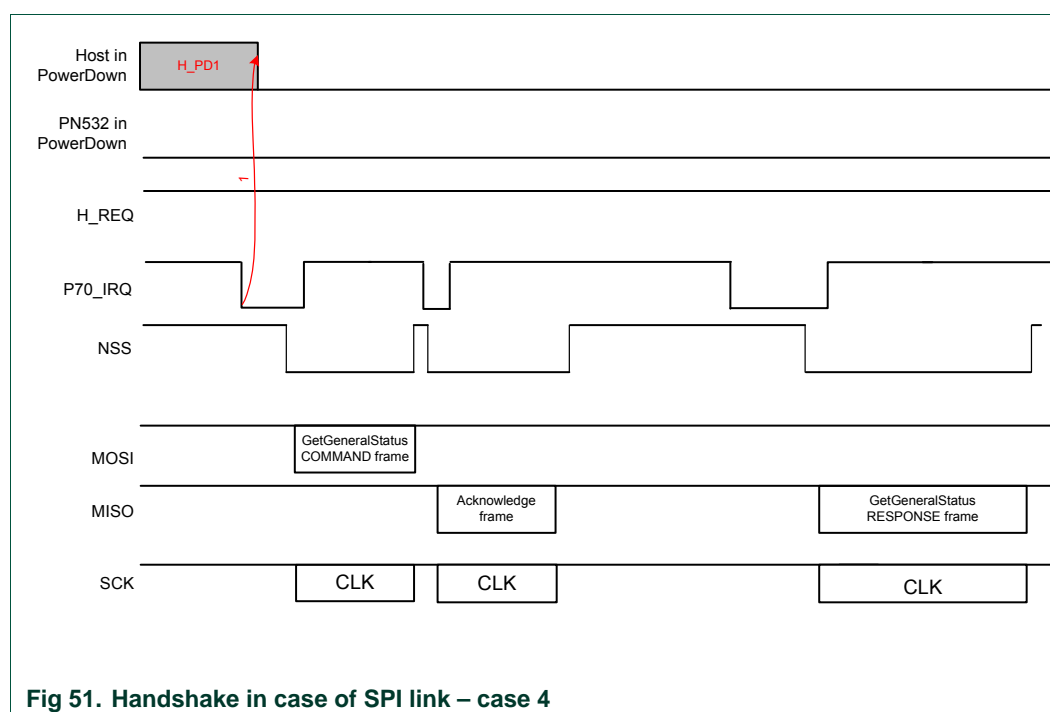 Host in
PowerDown
H_PD1
PN532 in
PowerDown
1
H_REQ
P70_IRQ
NSS
MOSI
GetGeneralStatus
COMMAND frame
MISO
Acknowledge
frame
GetGeneralStatus
RESPONSE frame
SCK
CLK
CLK
CLK
Fig 51. Handshake in case of SPI link – case 4